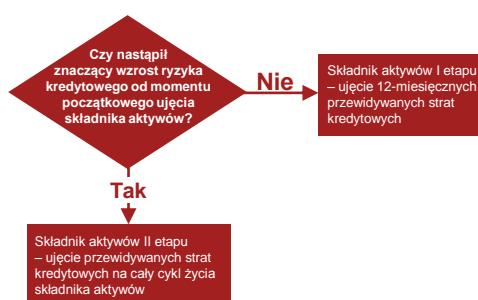 Czy nastąpił
znaczący wzrost ryzyka
kredytowego od momentu
początkowego ujęcia
składnika aktywów?
Nie
Składnik aktywów I etapu
– ujęcie 12-miesięcznych
przewidywanych strat
kredytowych
Tak
Składnik aktywów II etapu
– ujęcie przewidywanych strat
kredytowych na cały cykl życia
składnika aktywów